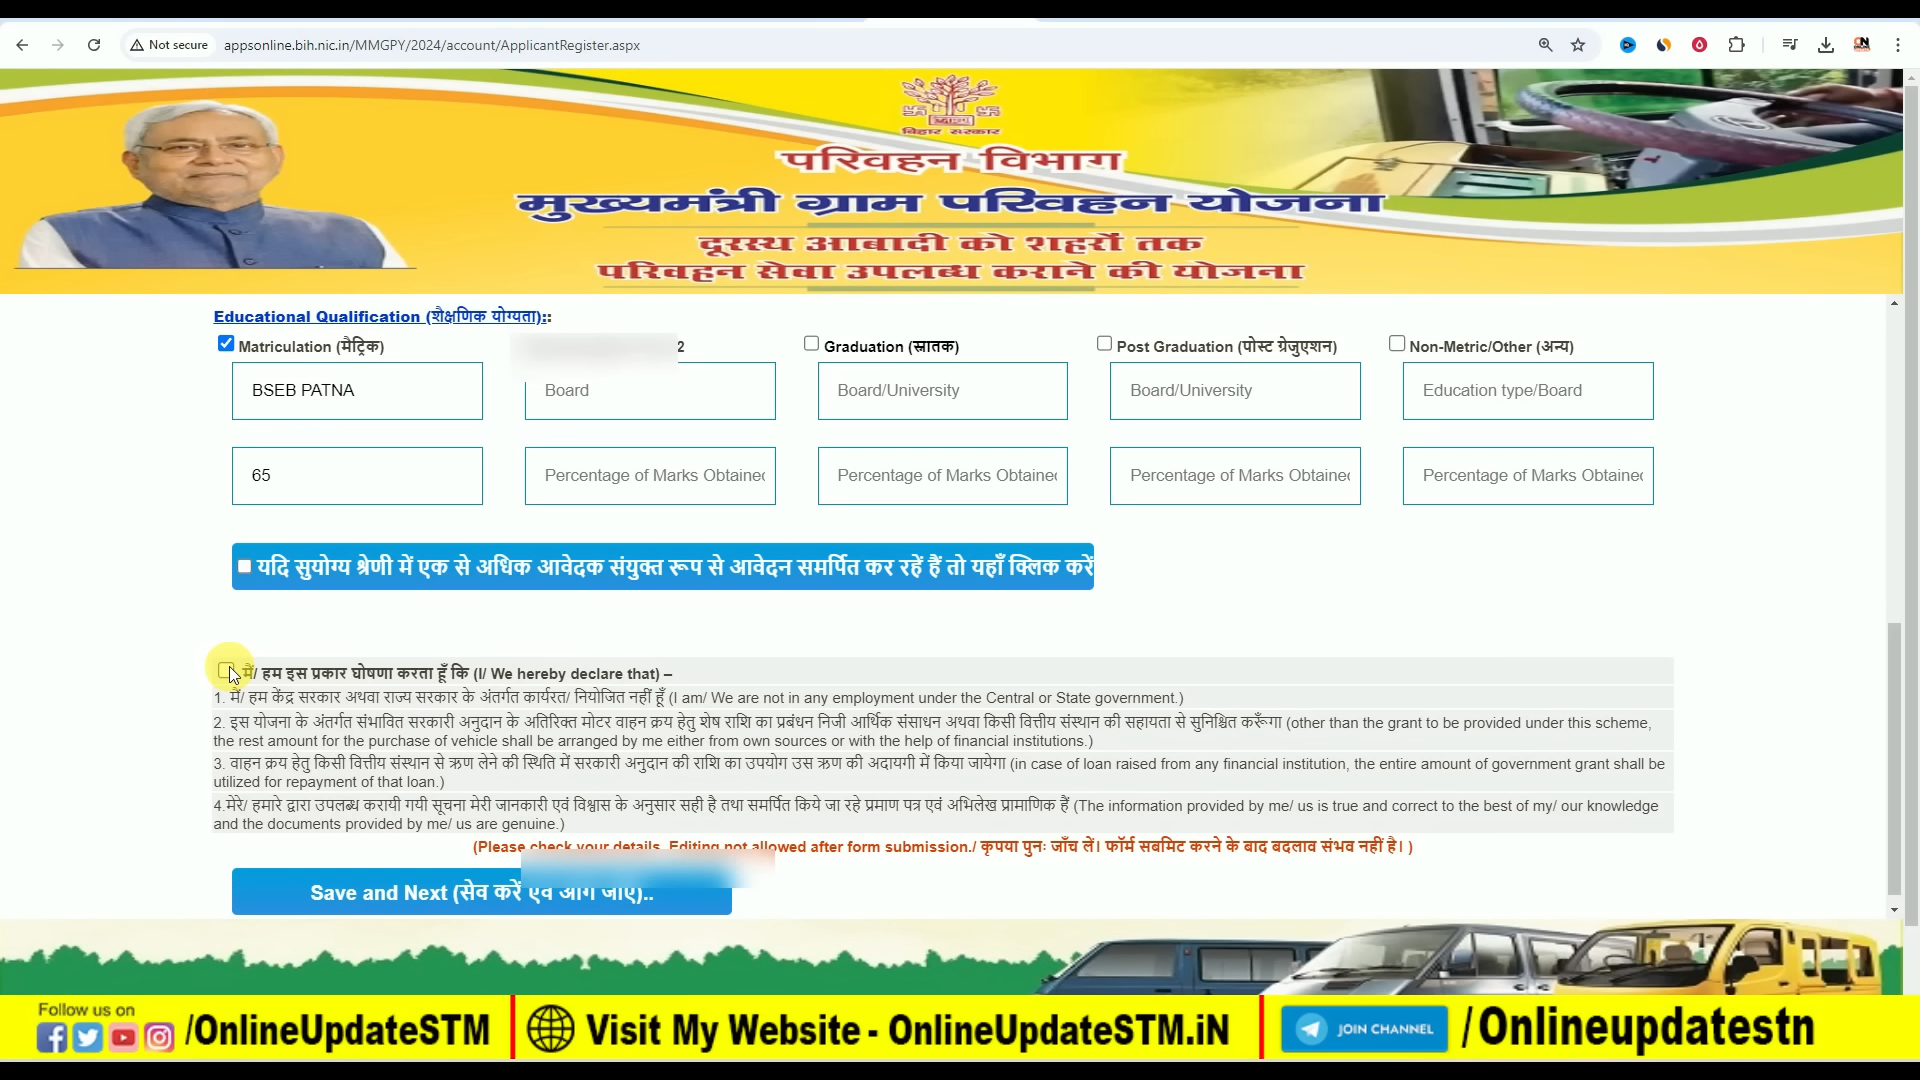 Not secure
appsonline.bih.nic.in/MMGPY/2024/account/ApplicantRegister.aspx
बिहार सरकार
परिवहन विभाग
मुख्यमंत्री ग्राम परिवहन योजना
दूरस्थ आबादी को शहरों तक
परिवहन सेवा उपलब्ध कराने की योजना
Educational Qualification (शैक्षणिक योग्यता)::
Matriculation (मैट्रिक) 2 Graduation (स्नातक) Post Graduation (पोस्ट ग्रेजुएशन) Non-Metric/Other (अन्य)
BSEB PATNA Board Board/University Board/University Education type/Board
65 Percentage of Marks Obtained Percentage of Marks Obtained Percentage of Marks Obtained Percentage of Marks Obtained
यदि सुयोग्य श्रेणी में एक से अधिक आवेदक संयुक्त रूप से आवेदन समर्पित कर रहें हैं तो यहाँ क्लिक करें
मैं/ हम इस प्रकार घोषणा करता हूँ कि (I/ We hereby declare that) –
1. मैं/ हम केंद्र सरकार अथवा राज्य सरकार के अंतर्गत कार्यरत/ नियोजित नहीं हूँ (I am/ We are not in any employment under the Central or State government.)
2. इस योजना के अंतर्गत संभावित सरकारी अनुदान के अतिरिक्त मोटर वाहन क्रय हेतु शेष राशि का प्रबंधन निजी आर्थिक संसाधन अथवा किसी वित्तीय संस्थान की सहायता से सुनिश्चित करूँगा (other than the grant to be provided under this scheme,
the rest amount for the purchase of vehicle shall be arranged by me either from own sources or with the help of financial institutions.)
3. वाहन क्रय हेतु किसी वित्तीय संस्थान से ऋण लेने की स्थिति में सरकारी अनुदान की राशि का उपयोग उस ऋण की अदायगी में किया जायेगा (in case of loan raised from any financial institution, the entire amount of government grant shall be
utilized for repayment of that loan.)
4.मेरे/ हमारे द्वारा उपलब्ध करायी गयी सूचना मेरी जानकारी एवं विश्वास के अनुसार सही है तथा समर्पित किये जा रहे प्रमाण पत्र एवं अभिलेख प्रामाणिक हैं (The information provided by me/ us is true and correct to the best of my/ our knowledge
and the documents provided by me/ us are genuine.)
(Please check your details. Editing not allowed after form submission./ कृपया पुनः जाँच लें। फॉर्म सबमिट करने के बाद बदलाव संभव नहीं है। )
Save and Next (सेव करें एवं आगे जाएं)..
Follow us on
/OnlineUpdateSTM Visit My Website - OnlineUpdateSTM.iN JOIN CHANNEL /Onlineupdatestn